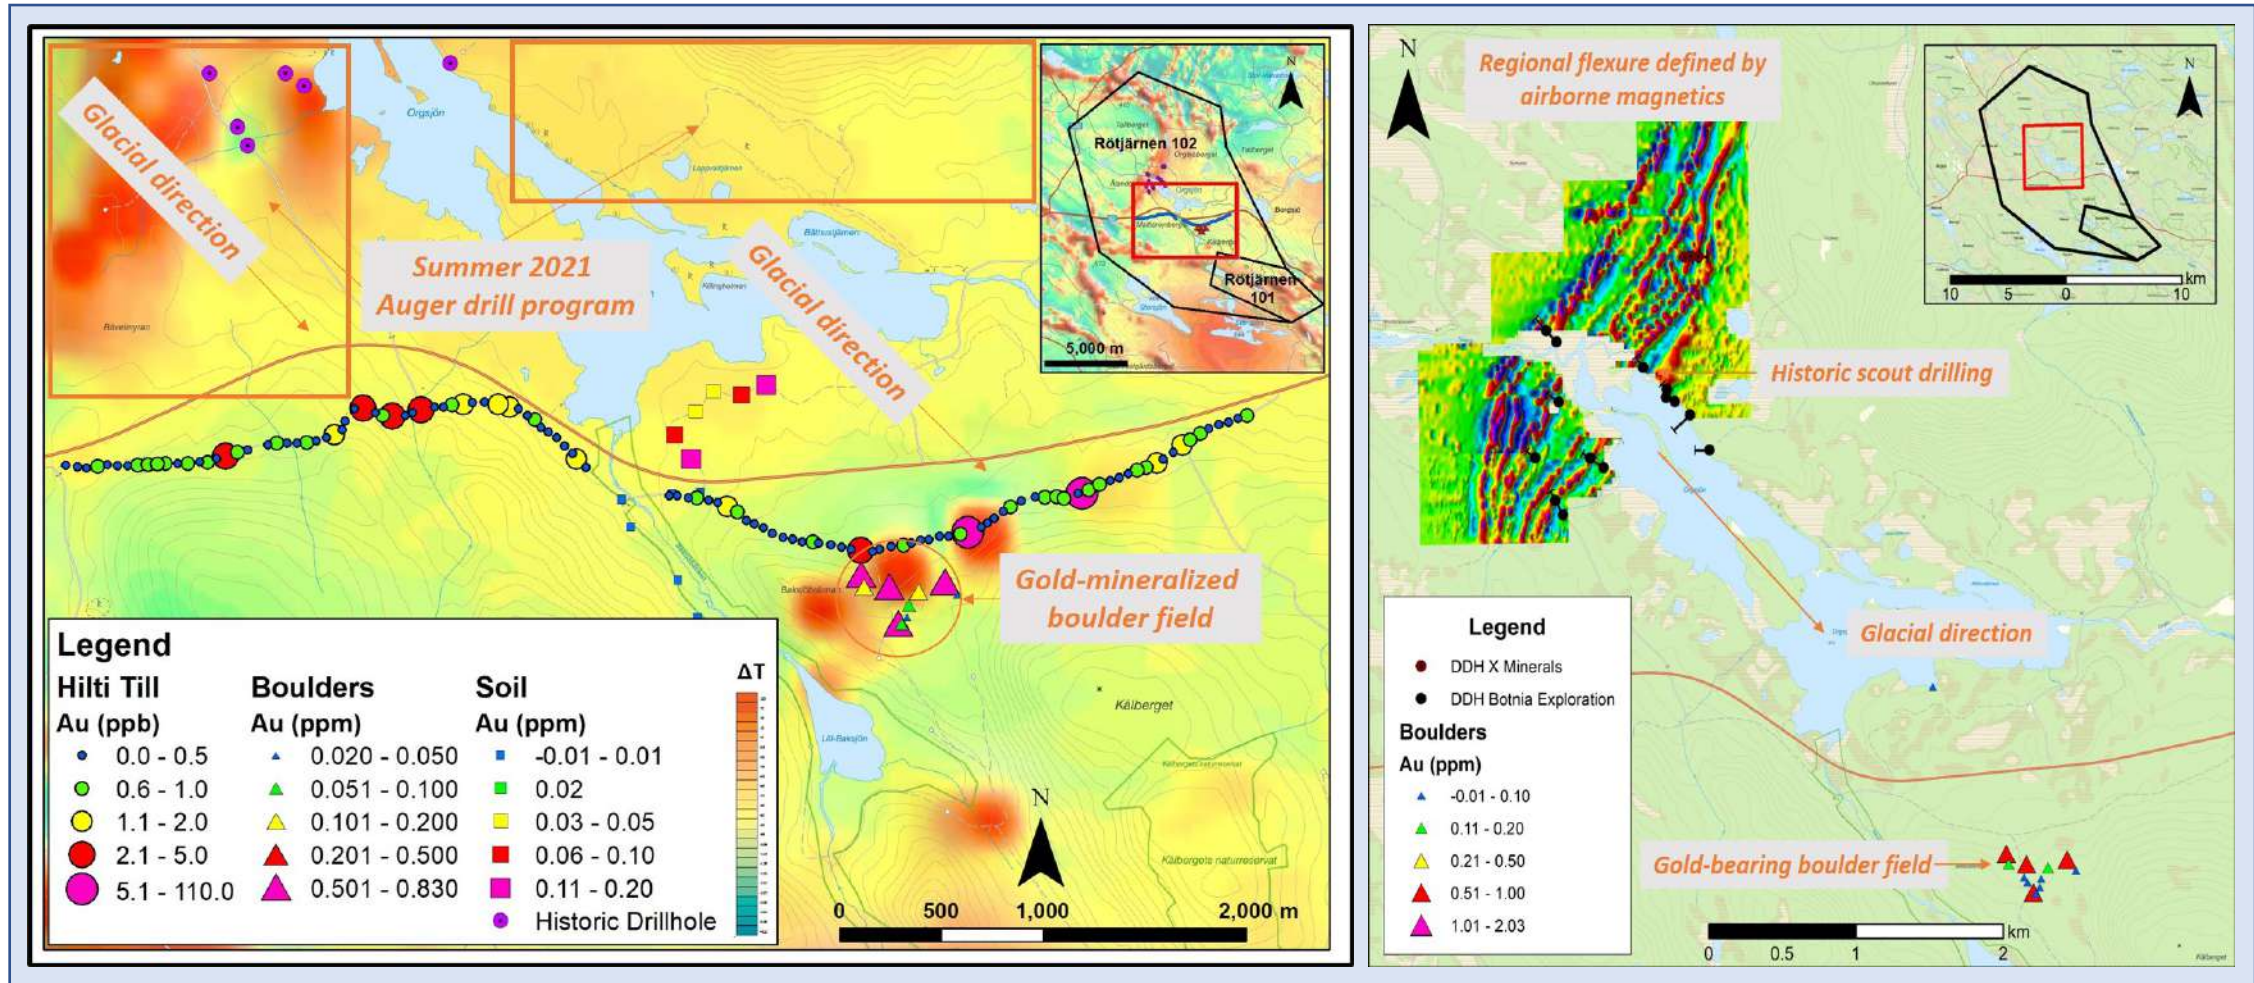 Glacial direction
Orgsjön
Summer 2021
Auger drill program
Glacial direction
Rötjärnen 102
Rötjärnen
101
5,000 m
N
Gold-mineralized
boulder field
Kålberget
Kålbergets naturreservat
Lill-Baksjön
Legend
Hilti Till
Au (ppb)
0.0 - 0.5
0.6 - 1.0
1.1 - 2.0
2.1 - 5.0
5.1 - 110.0
Boulders
Au (ppm)
0.020 - 0.050
0.051 - 0.100
0.101 - 0.200
0.201 - 0.500
0.501 - 0.830
Soil
Au (ppm)
-0.01 - 0.01
0.02
0.03 - 0.05
0.06 - 0.10
0.11 - 0.20
Historic Drillhole
ΔT
N
0 500 1,000 2,000 m
N
Regional flexure defined by
airborne magnetics
N
km
10 5 0 10
Historic scout drilling
Glacial direction
Legend
DDH X Minerals
DDH Botnia Exploration
Boulders
Au (ppm)
-0.01 - 0.10
0.11 - 0.20
0.21 - 0.50
0.51 - 1.00
1.01 - 2.03
Gold-bearing boulder field
km
0 0.5 1 2
Kålberget